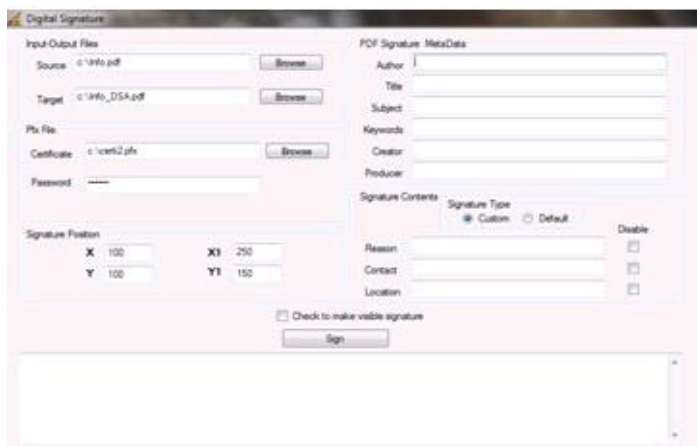 Digital Signature
Input-Output Files
Source c:\info.pdf Browse
Target c:\info_DSA.pdf Browse
Pfx File.
Certificate c:\certi2.pfx Browse
Password ------
Signature Position
X 100 X1 250
Y 100 Y1 150
PDF Signature MetaData
Author
Title
Subject
Keywords
Creator
Producer
Signature Contents
Signature Type
Custom Default
Disable
Reason
Contact
Location
Check to make visible signature
Sign